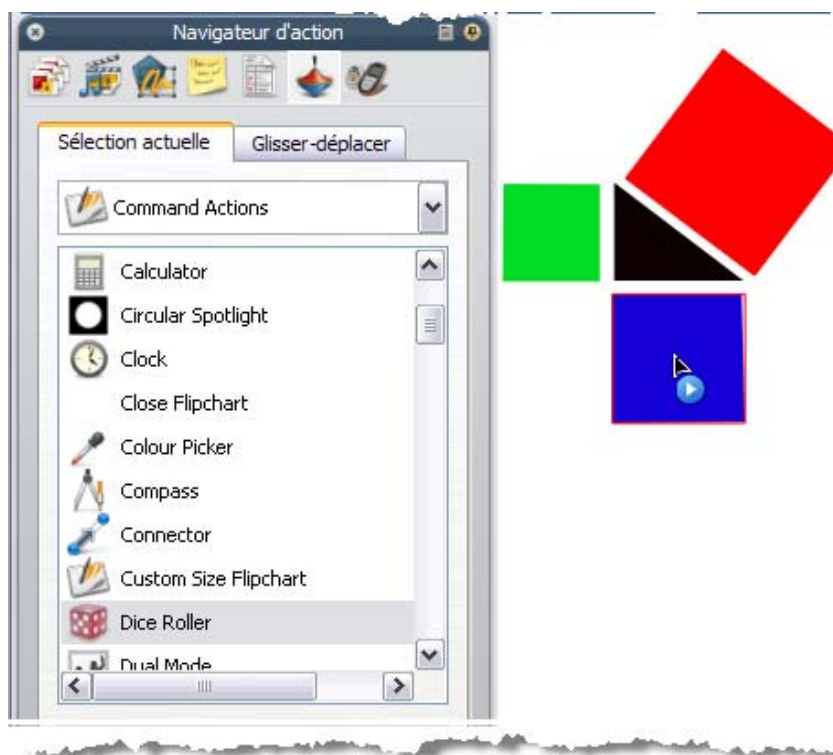 Navigateur d'action
Sélection actuelle
Glisser-déplacer
Command Actions
Calculator
Circular Spotlight
Clock
Close Flipchart
Colour Picker
Compass
Connector
Custom Size Flipchart
Dice Roller
Dual Mode